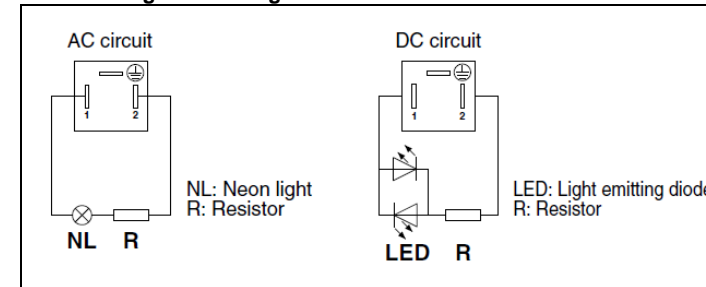 AC circuit
1 2
NL: Neon light
R: Resistor
NL R
DC circuit
1 2
LED: Light emitting diode
R: Resistor
LED R